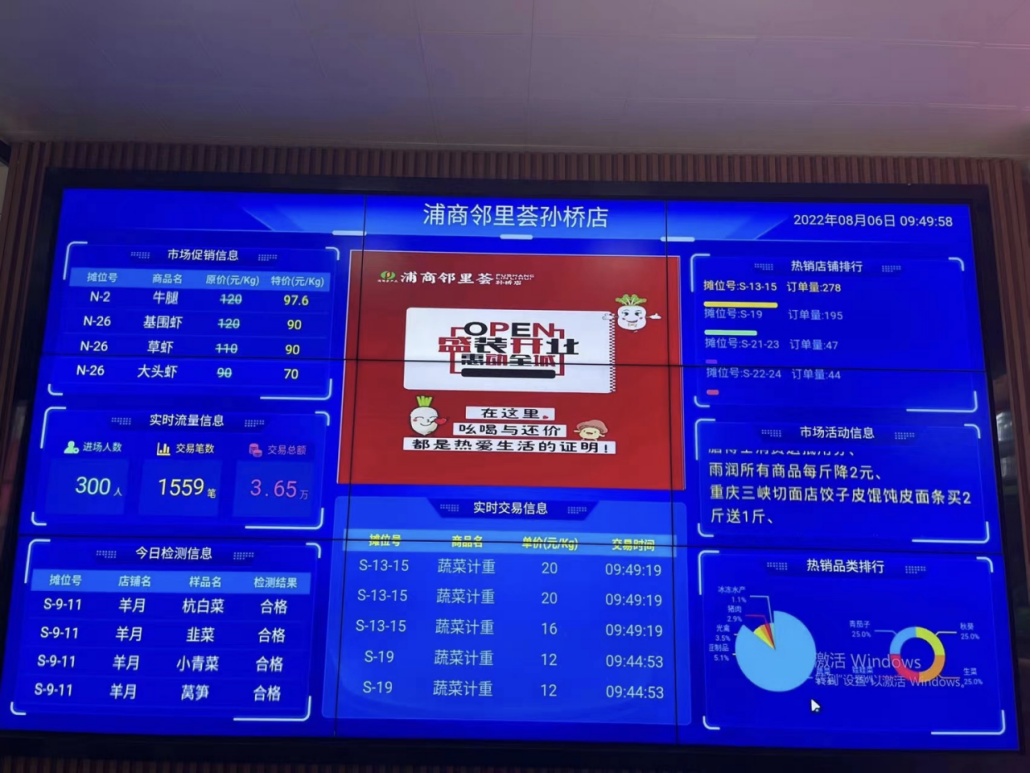 浦商邻里荟孙桥店
2022年08月06日 09:49:58
市场促销信息
摊位号 商品名 原价(元/Kg) 特价(元/Kg)
N-2 牛腿 120 97.6
N-26 基围虾 120 90
N-26 草虾 110 90
N-26 大头虾 90 70
实时流量信息
进场人数 交易笔数 交易总额
300人 1559笔 3.65万
今日检测信息
摊位号 店铺名 样品名 检测结果
S-9-11 羊月 杭白菜 合格
S-9-11 羊月 韭菜 合格
S-9-11 羊月 小青菜 合格
S-9-11 羊月 莴笋 合格
浦商邻里荟
孙桥店
OPEN
盛装开业
惠丽全城
在这里,
吆喝与还价
都是热爱生活的证明!
实时交易信息
摊位号 商品名 单价(元/Kg) 交易时间
S-13-15 蔬菜计重 20 09:49:19
S-13-15 蔬菜计重 20 09:49:19
S-13-15 蔬菜计重 16 09:49:19
S-19 蔬菜计重 12 09:44:53
S-19 蔬菜计重 12 09:44:53
热销店铺排行
摊位号:S-13-15 订单量:278
摊位号:S-19 订单量:195
摊位号:S-21-23 订单量:47
摊位号:S-22-24 订单量:44
市场活动信息
雨润所有商品每斤降2元、
重庆三峡切面店饺子皮馄饨皮面条买2
斤送1斤、
热销品类排行
冰冻水产
1.1%
猪肉
2.9%
光禽
3.5%
豆制品
5.1%
青茄子
25.0%
秋葵
25.0%
生菜
25.0%
激活 Windows
转到"设置"以激活 Windows。